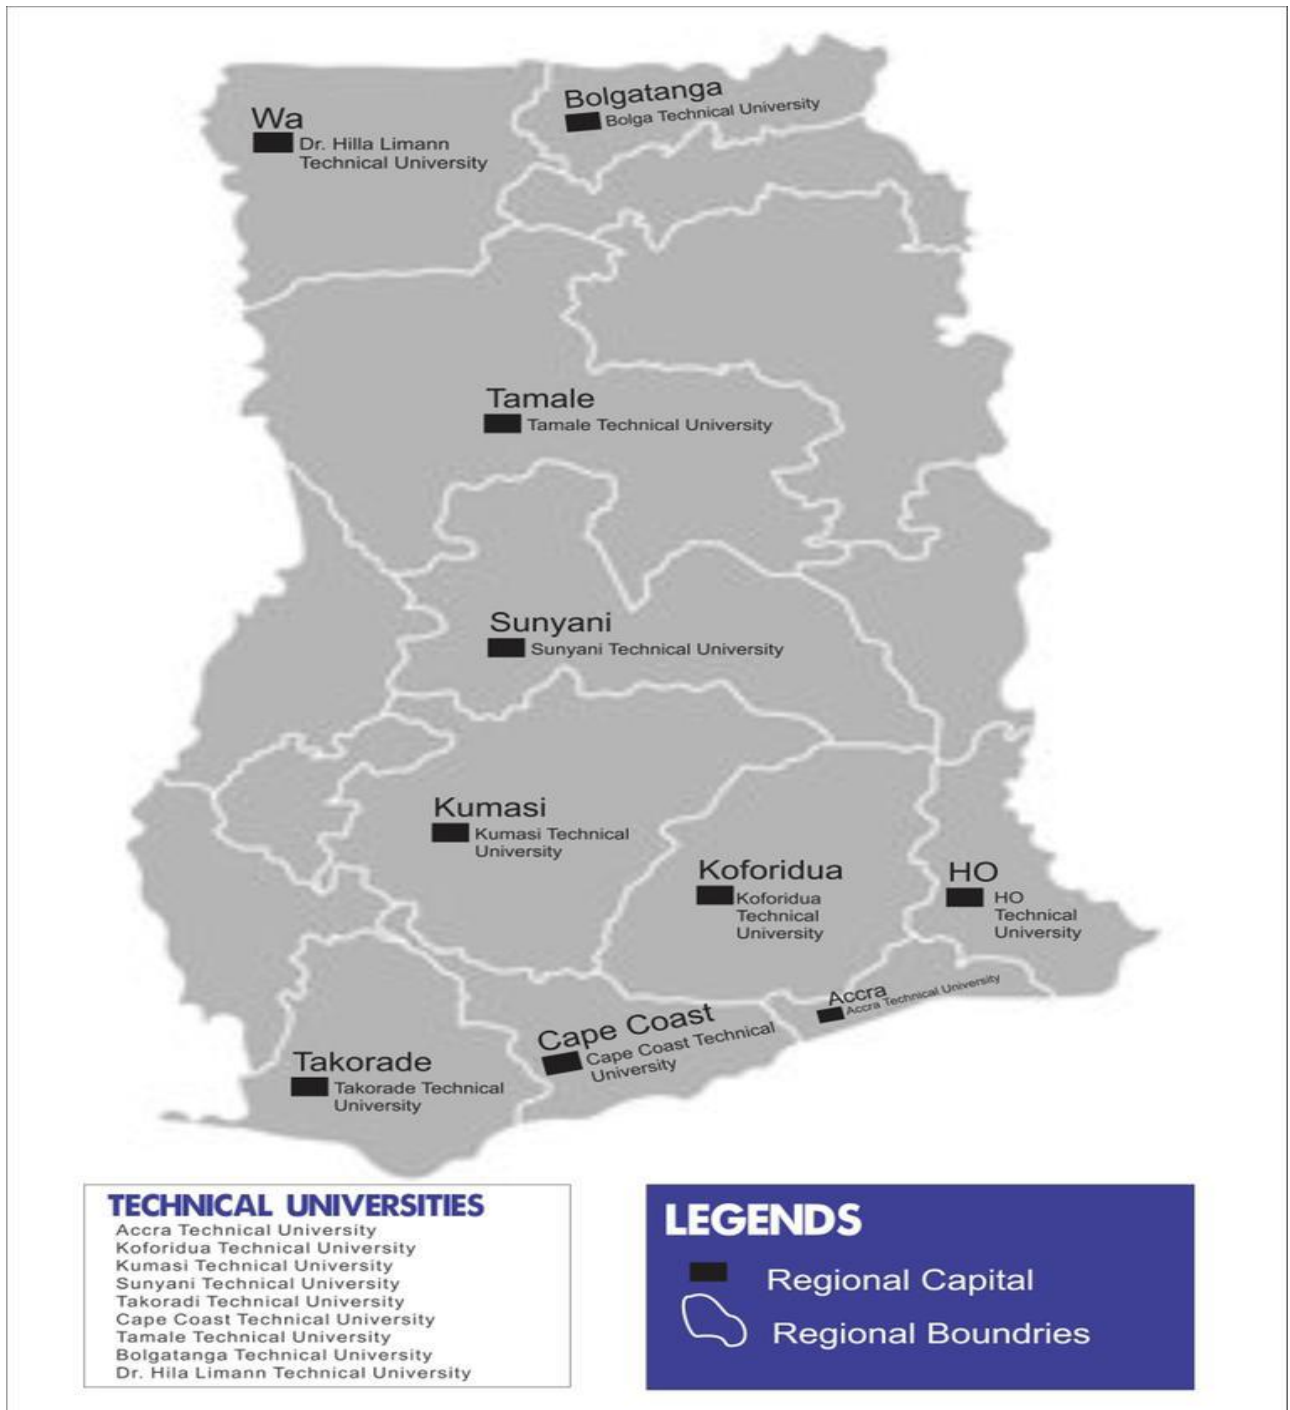 Wa
Dr. Hilla Limann
Technical University
Bolgatanga
Bolga Technical University
Tamale
Tamale Technical University
Sunyani
Sunyani Technical University
Kumasi
Kumasi Technical
University
Koforidua
Koforidua
Technical
University
HO
HO
Technical
University
Accra
Accra Technical University
Cape Coast
Cape Coast Technical
University
Takorade
Takorade Technical
University
TECHNICAL UNIVERSITIES
Accra Technical University
Koforidua Technical University
Kumasi Technical University
Sunyani Technical University
Takoradi Technical University
Cape Coast Technical University
Tamale Technical University
Bolgatanga Technical University
Dr. Hila Limann Technical University
LEGENDS
Regional Capital
Regional Boundries